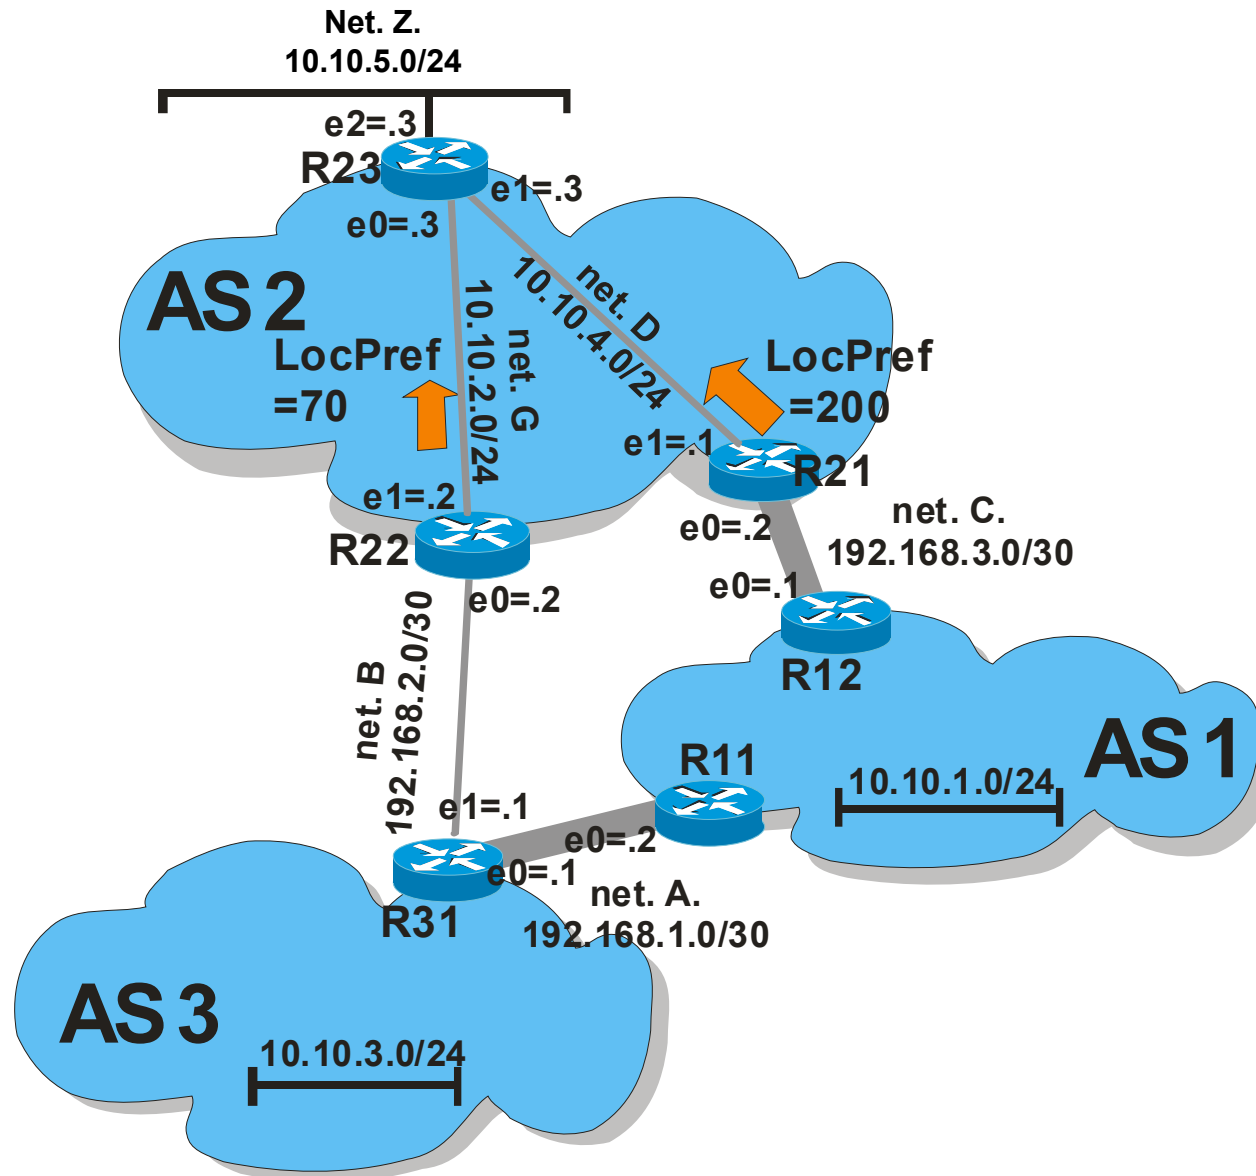 Net. Z.
10.10.5.0/24
e2=.3
R23
e1=.3
e0=.3
AS 2
net. D
10.10.4.0/24
net. G
10.10.2.0/24
LocPref
=70
LocPref
=200
e1=.1
R21
e1=.2
R22
e0=.2
e0=.2
net. C.
192.168.3.0/30
e0=.1
R12
net. B
192.168.2.0/30
R11
AS 1
10.10.1.0/24
e1=.1
e0=.2
e0=.1
R31
net. A.
192.168.1.0/30
AS 3
10.10.3.0/24